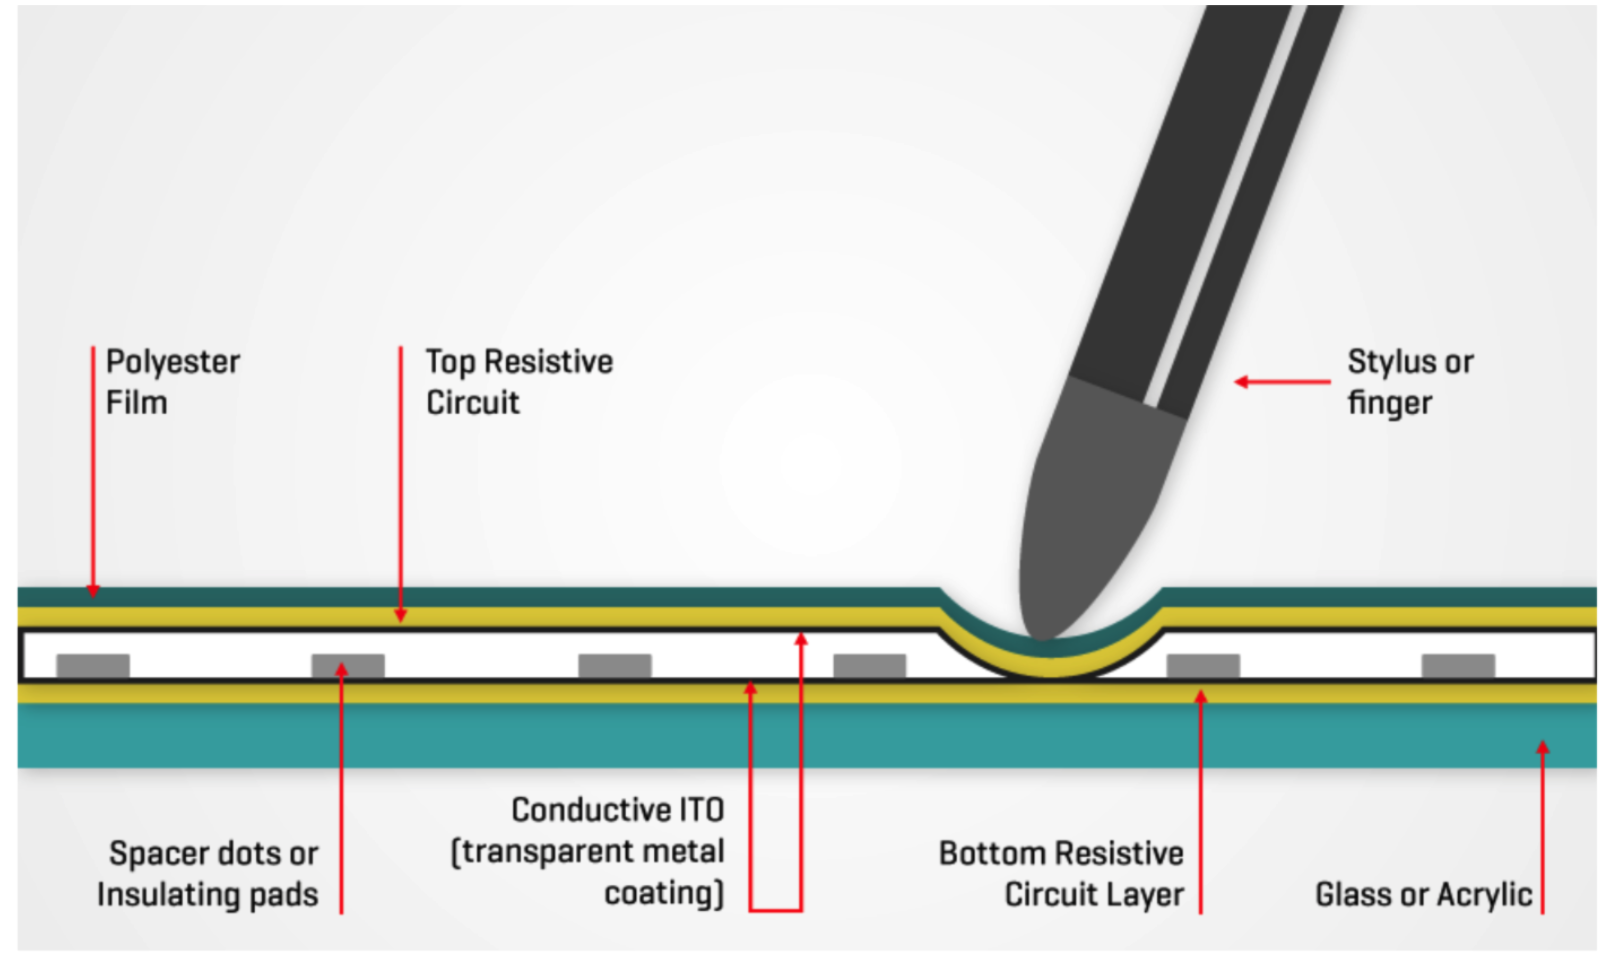 Polyester
Film
Top Resistive
Circuit
Stylus or
finger
Spacer dots or
Insulating pads
Conductive ITO
(transparent metal
coating)
Bottom Resistive
Circuit Layer
Glass or Acrylic